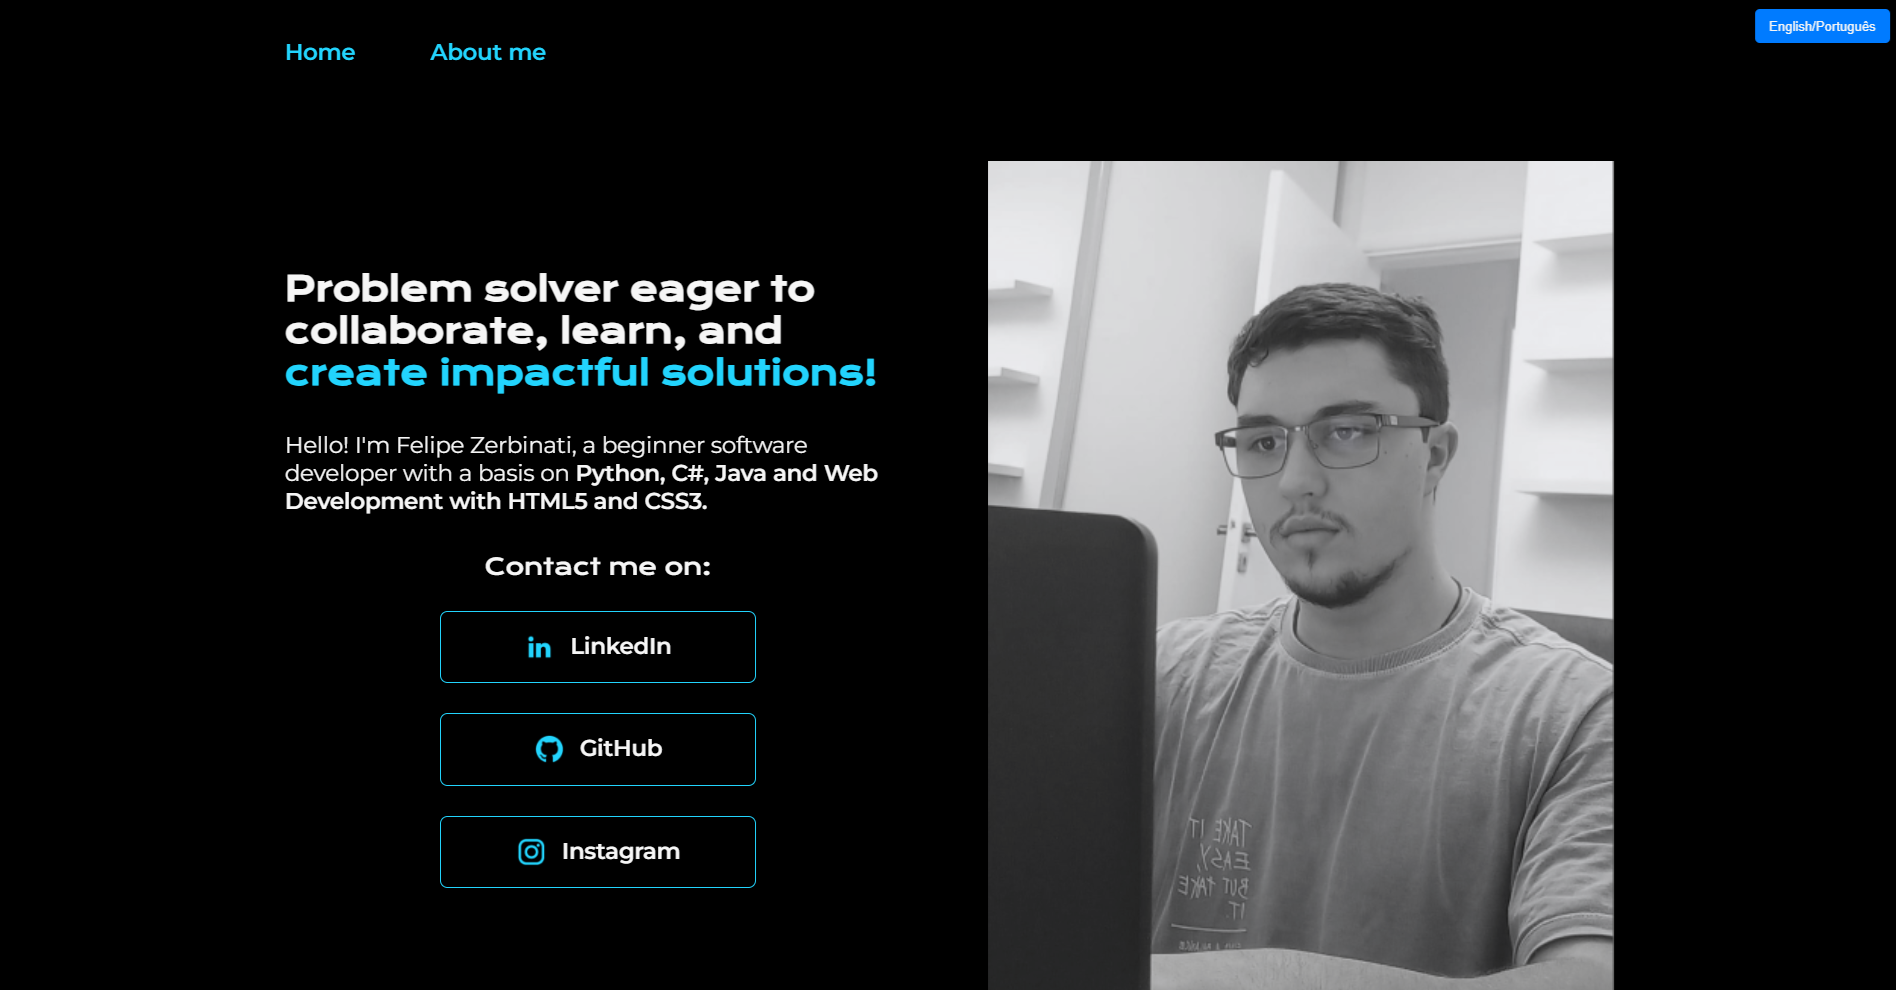 Home About me
English/Português
Problem solver eager to
collaborate, learn, and
create impactful solutions!
Hello! I'm Felipe Zerbinati, a beginner software
developer with a basis on Python, C#, Java and Web
Development with HTML5 and CSS3.
Contact me on:
LinkedIn
GitHub
Instagram
TAKE IT
EASY,
BUT TAKE
IT.